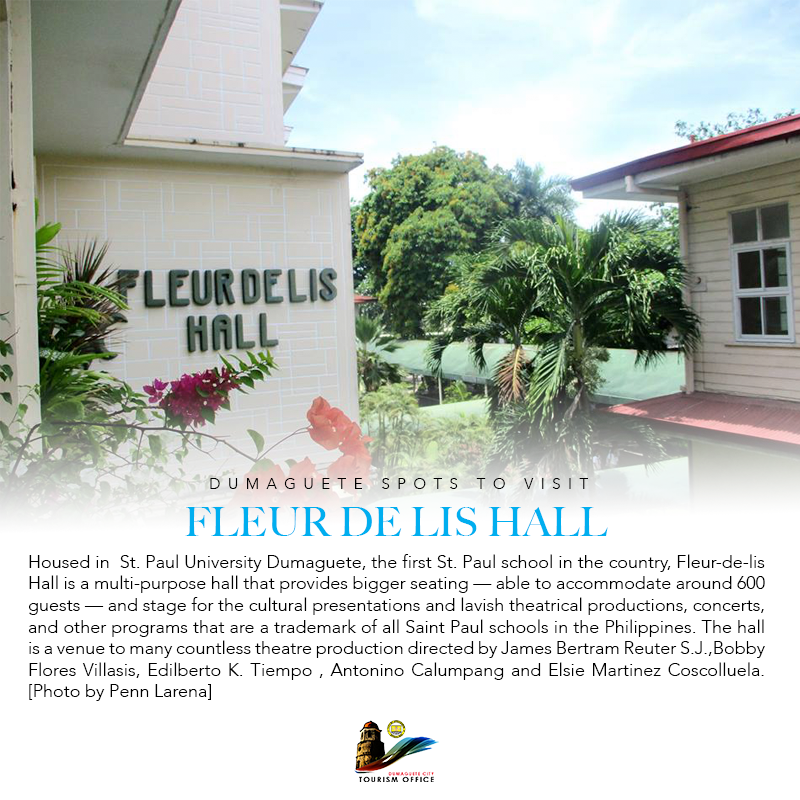 FLEUR DE LIS
HALL
DUMAGUETE SPOTS TO VISIT
FLEUR DE LIS HALL
Housed in St. Paul University Dumaguete, the first St. Paul school in the country, Fleur-de-lis
Hall is a multi-purpose hall that provides bigger seating — able to accommodate around 600
guests — and stage for the cultural presentations and lavish theatrical productions, concerts,
and other programs that are a trademark of all Saint Paul schools in the Philippines. The hall
is a venue to many countless theatre production directed by James Bertram Reuter S.J.,Bobby
Flores Villasis, Edilberto K. Tiempo , Antonino Calumpang and Elsie Martinez Coscolluela.
[Photo by Penn Larena]
DUMAGUETE CITY
TOURISM OFFICE